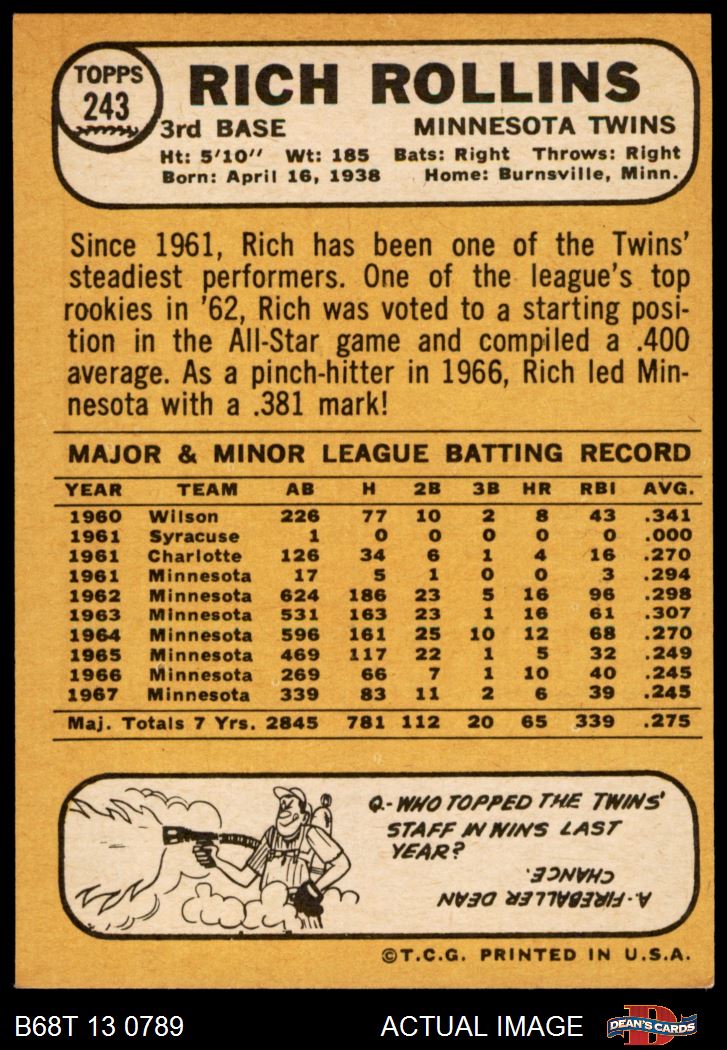 TOPPS
243
RICH ROLLINS
3rd BASE MINNESOTA TWINS
Ht: 5'10" Wt: 185 Bats: Right Throws: Right
Born: April 16, 1938 Home: Burnsville, Minn.
Since 1961, Rich has been one of the Twins'
steadiest performers. One of the league's top
rookies in '62, Rich was voted to a starting posi-
tion in the All-Star game and compiled a .400
average. As a pinch-hitter in 1966, Rich led Min-
nesota with a .381 mark!
MAJOR & MINOR LEAGUE BATTING RECORD
YEAR TEAM AB H 2B 3B HR RBI AVG.
1960 Wilson 226 77 10 2 8 43 .341
1961 Syracuse 1 0 0 0 0 0 .000
1961 Charlotte 126 34 6 1 4 16 .270
1961 Minnesota 17 5 1 0 0 3 .294
1962 Minnesota 624 186 23 5 16 96 .298
1963 Minnesota 531 163 23 1 16 61 .307
1964 Minnesota 596 161 25 10 12 68 .270
1965 Minnesota 469 117 22 1 5 32 .249
1966 Minnesota 269 66 7 1 10 40 .245
1967 Minnesota 339 83 11 2 6 39 .245
Maj. Totals 7 Yrs. 2845 781 112 20 65 339 .275
Q.- WHO TOPPED THE TWINS'
STAFF IN WINS LAST
YEAR?
A.- FIREBALLER DEAN
CHANCE.
©T.C.G. PRINTED IN U.S.A.
B68T 13 0789 ACTUAL IMAGE DEAN'S CARDS